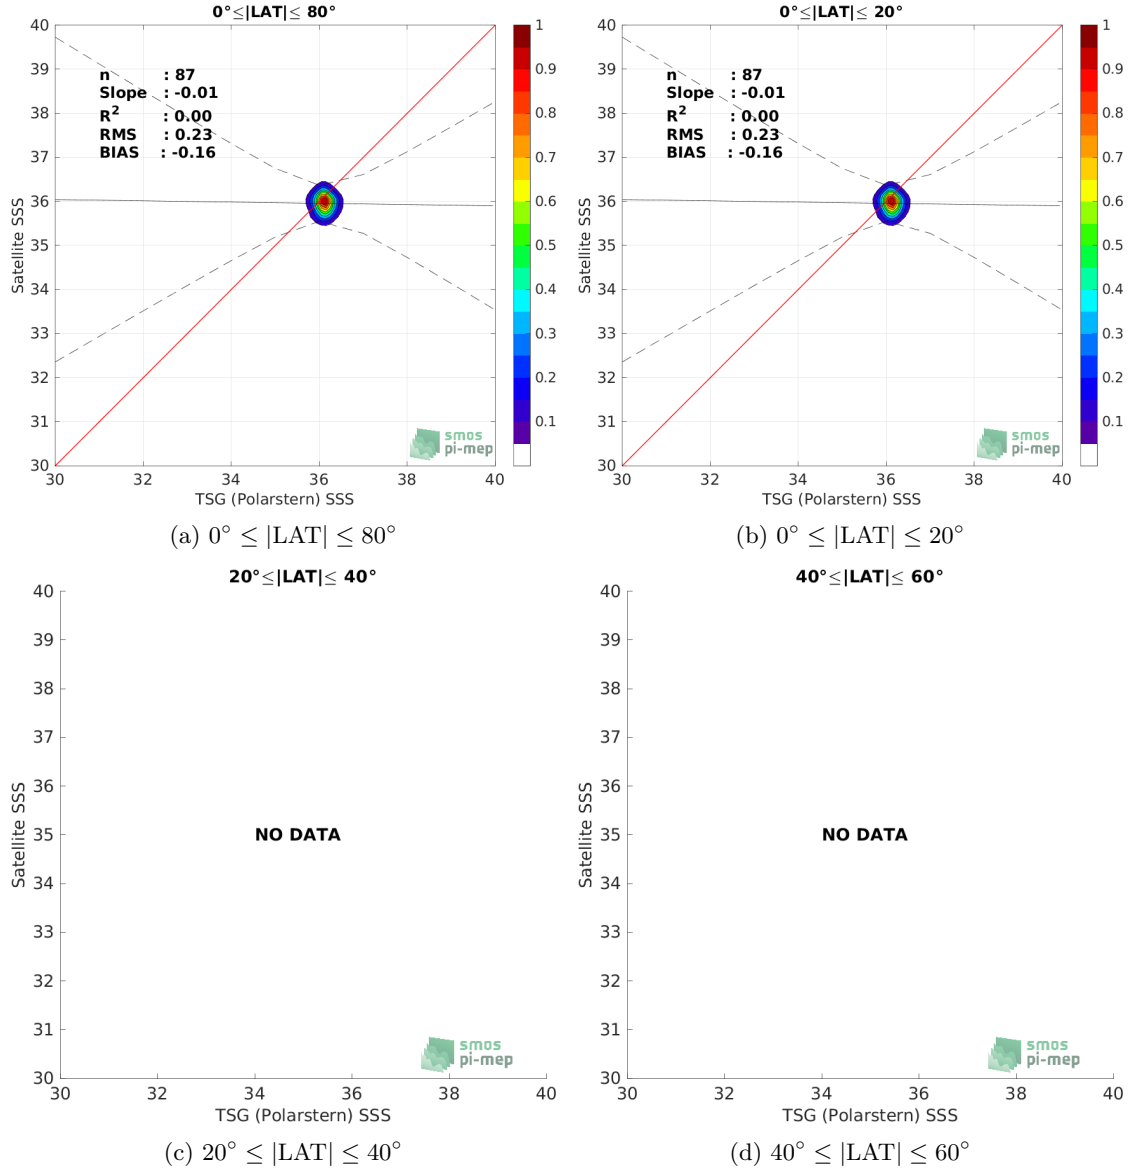 0°≤|LAT|≤ 80°
40
39
38
37
36
35
34
33
32
31
30
30
32
34
36
38
40
Satellite SSS
TSG (Polarstern) SSS
n : 87
Slope : -0.01
R² : 0.00
RMS : 0.23
BIAS : -0.16
1
0.9
0.8
0.7
0.6
0.5
0.4
0.3
0.2
0.1
smos
pi-mep
(a) 0° ≤ |LAT| ≤ 80°
0°≤|LAT|≤ 20°
40
39
38
37
36
35
34
33
32
31
30
30
32
34
36
38
40
Satellite SSS
TSG (Polarstern) SSS
n : 87
Slope : -0.01
R² : 0.00
RMS : 0.23
BIAS : -0.16
1
0.9
0.8
0.7
0.6
0.5
0.4
0.3
0.2
0.1
smos
pi-mep
(b) 0° ≤ |LAT| ≤ 20°
20°≤|LAT|≤ 40°
40
39
38
37
36
35
34
33
32
31
30
30
32
34
36
38
40
Satellite SSS
TSG (Polarstern) SSS
NO DATA
smos
pi-mep
(c) 20° ≤ |LAT| ≤ 40°
40°≤|LAT|≤ 60°
40
39
38
37
36
35
34
33
32
31
30
30
32
34
36
38
40
Satellite SSS
TSG (Polarstern) SSS
NO DATA
smos
pi-mep
(d) 40° ≤ |LAT| ≤ 60°